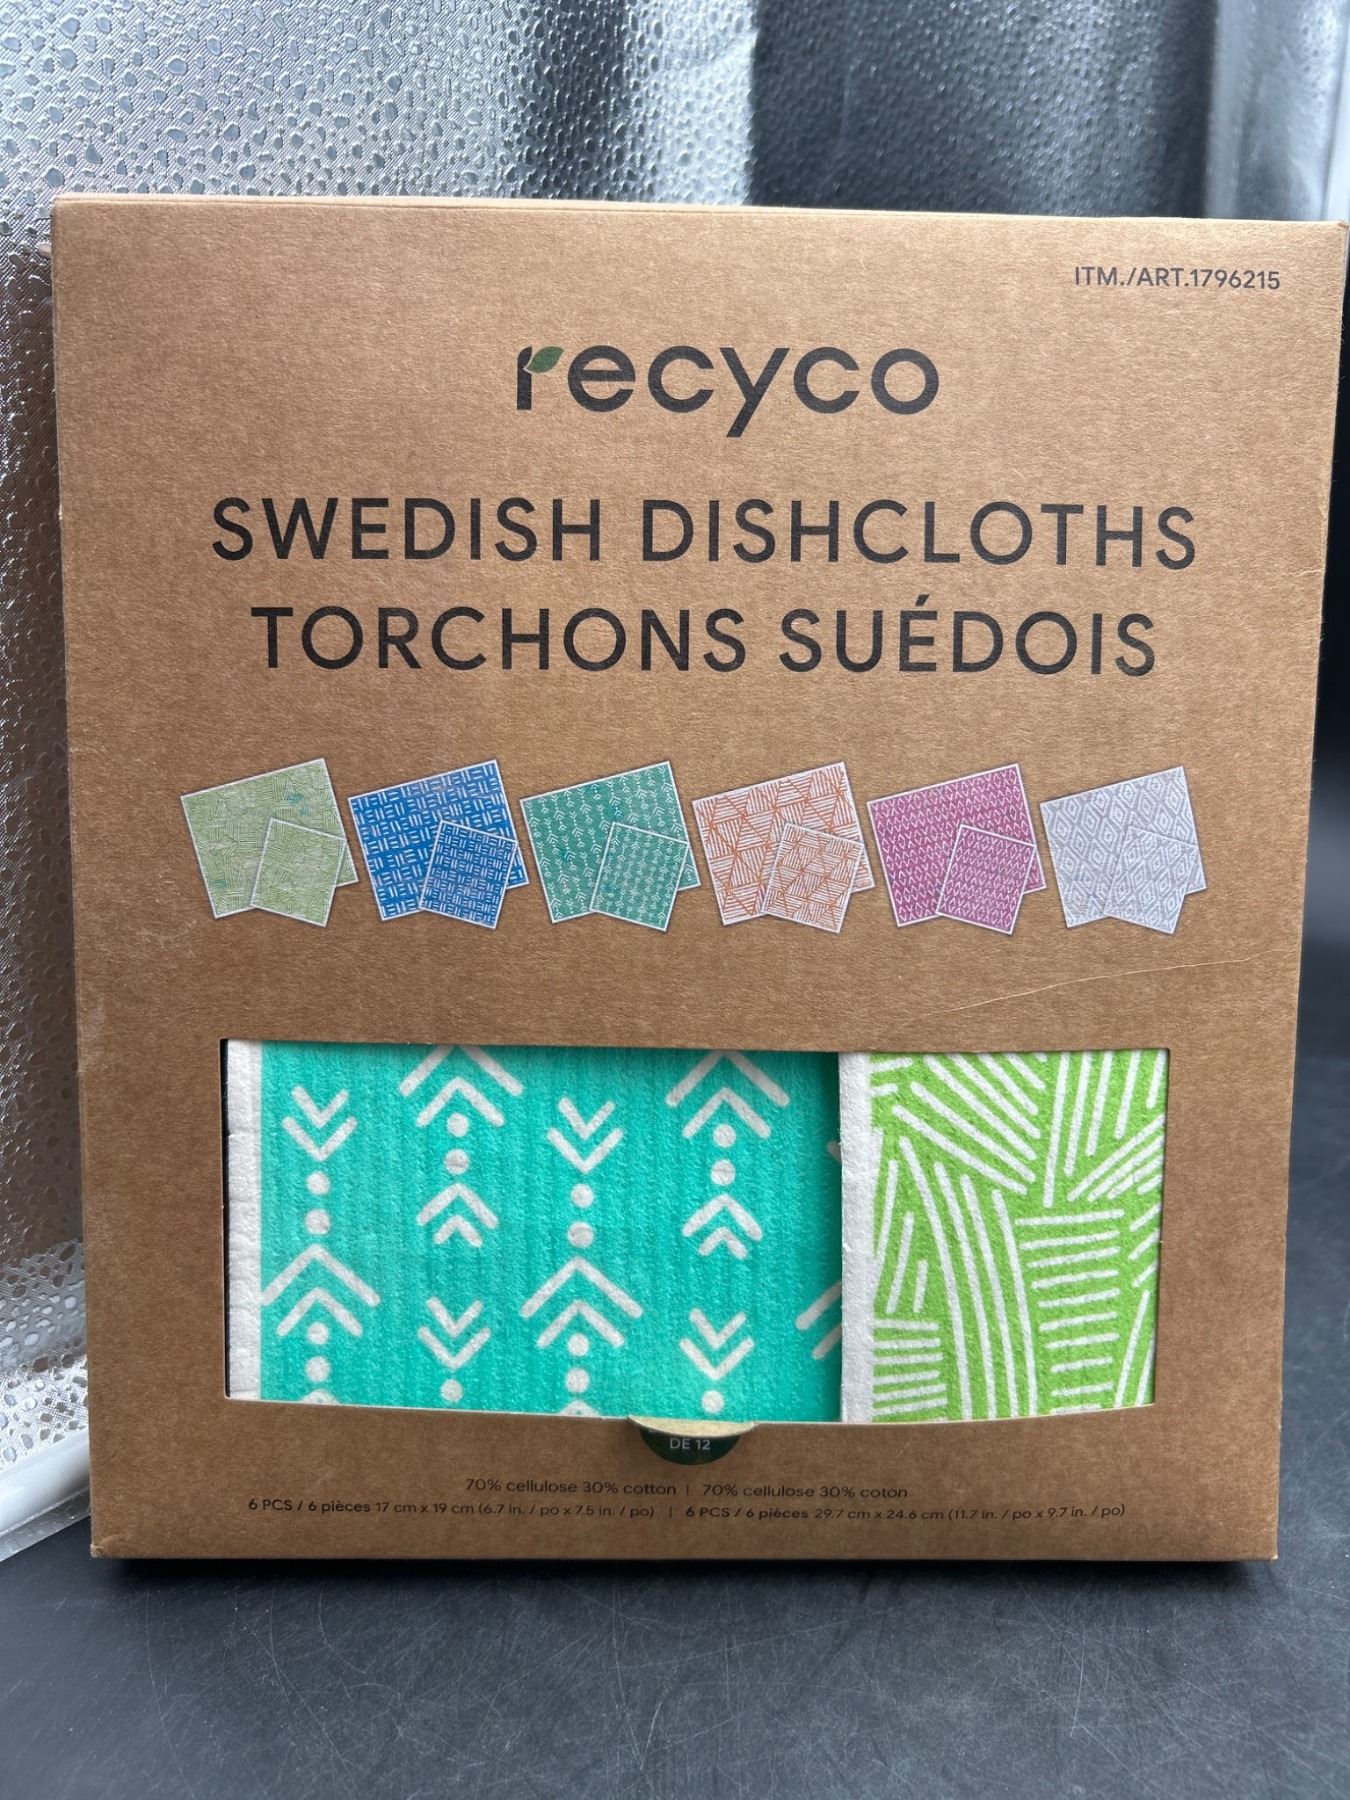 ITM./ART.1796215
recyco
SWEDISH DISHCLOTHS
TORCHONS SUÉDOIS
DE 12
70% cellulose 30% cotton | 70% cellulose 30% coton
6 PCS / 6 pièces 17 cm x 19 cm (6.7 in. / po x 7.5 in. / po) | 6 PCS / 6 pièces 29.7 cm x 24.6 cm (11.7 in. / po x 9.7 in. / po)